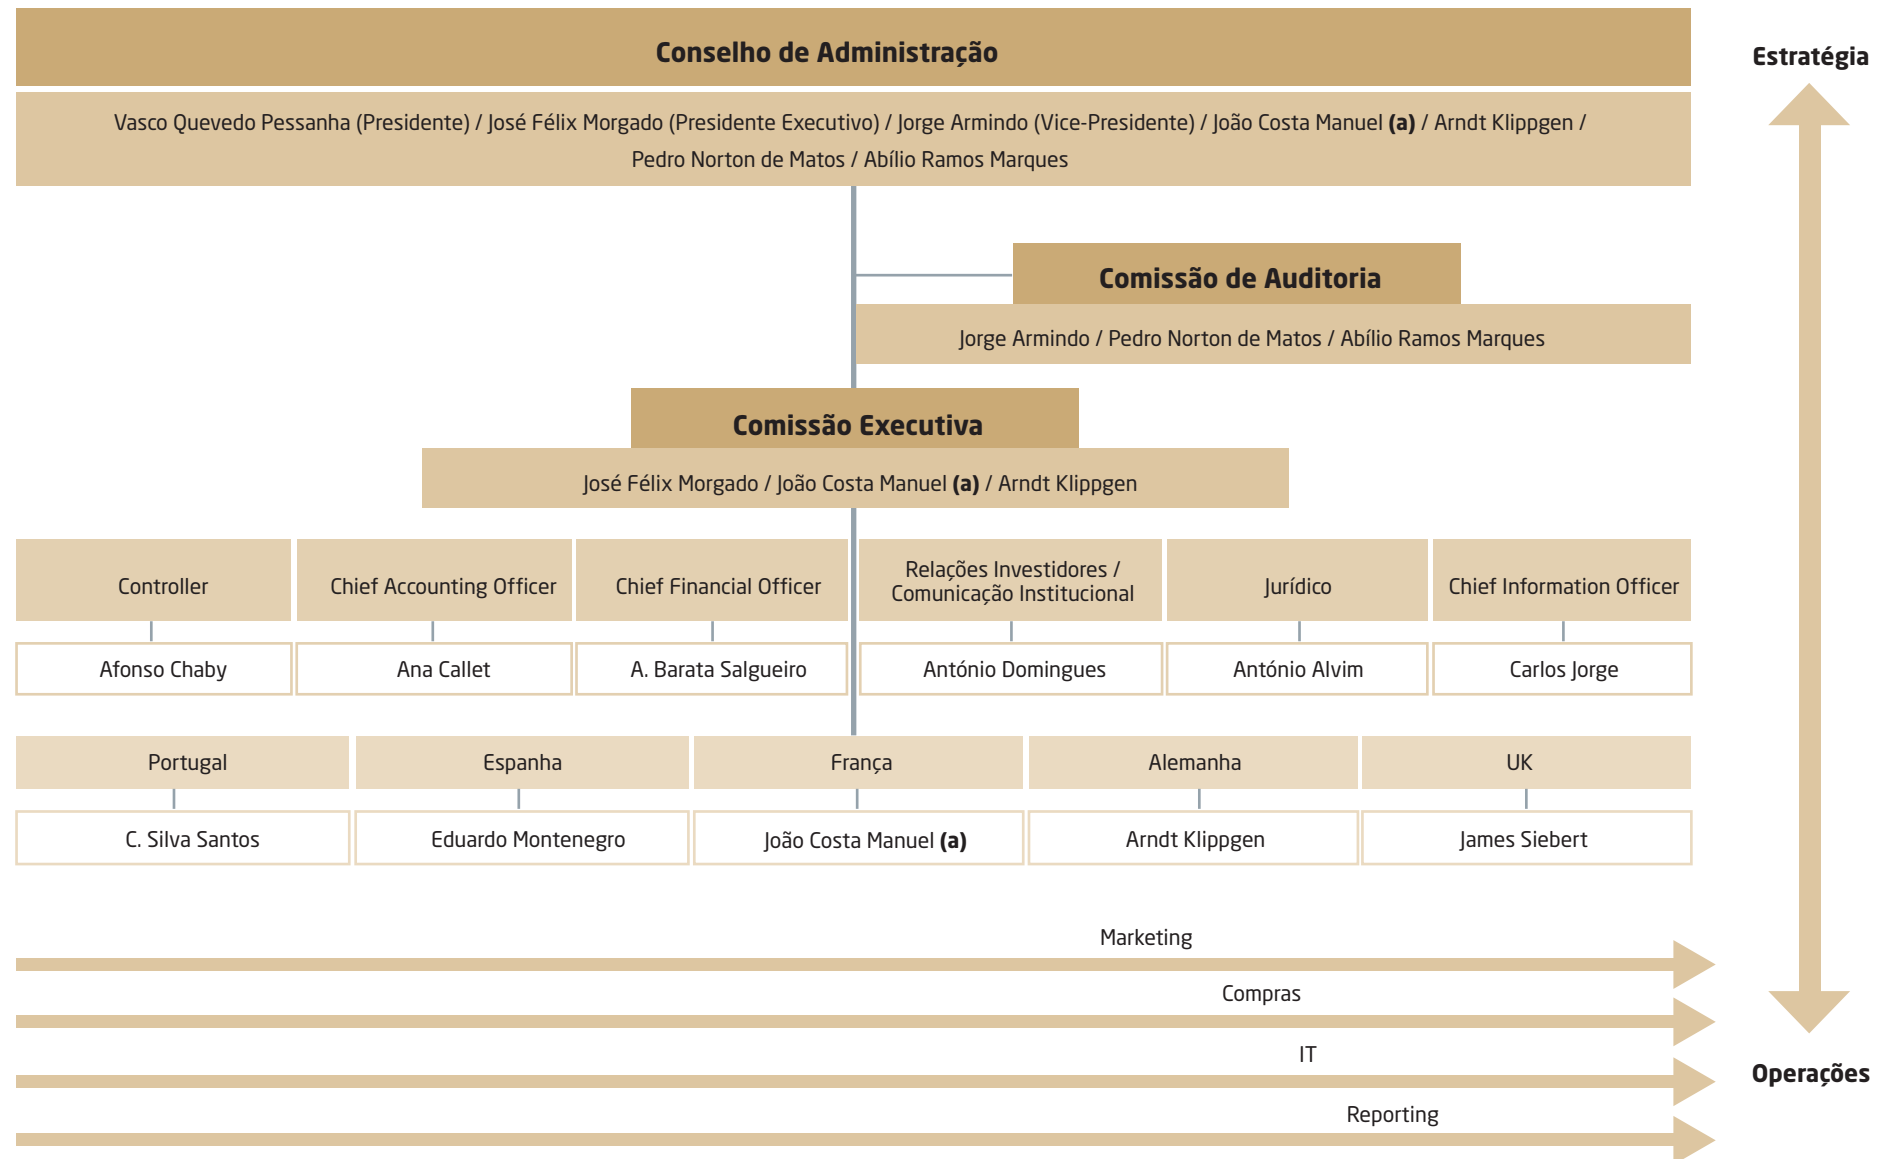 Conselho de Administração
Estratégia
Vasco Quevedo Pessanha (Presidente) / José Félix Morgado (Presidente Executivo) / Jorge Armindo (Vice-Presidente) / João Costa Manuel (a) / Arndt Klippgen /
Pedro Norton de Matos / Abílio Ramos Marques
Comissão de Auditoria
Jorge Armindo / Pedro Norton de Matos / Abílio Ramos Marques
Comissão Executiva
José Félix Morgado / João Costa Manuel (a) / Arndt Klippgen
Controller
Chief Accounting Officer
Chief Financial Officer
Relações Investidores /
Comunicação Institucional
Jurídico
Chief Information Officer
Afonso Chaby
Ana Callet
A. Barata Salgueiro
António Domingues
António Alvim
Carlos Jorge
Portugal
Espanha
França
Alemanha
UK
C. Silva Santos
Eduardo Montenegro
João Costa Manuel (a)
Arndt Klippgen
James Siebert
Marketing
Compras
IT
Operações
Reporting